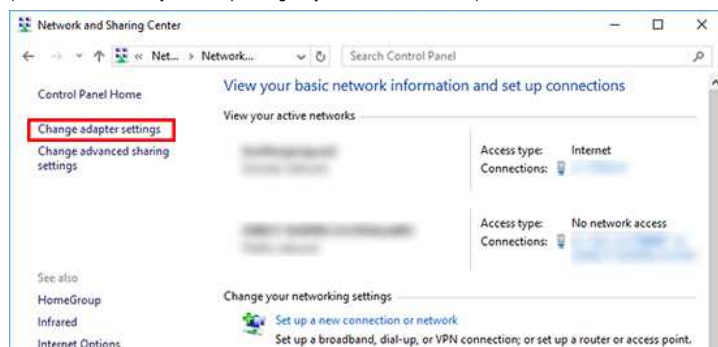 Network and Sharing Center
« Net... > Network...
Search Control Panel
Control Panel Home
Change adapter settings
Change advanced sharing
settings
See also
HomeGroup
Infrared
Internet Options
View your basic network information and set up connections
View your active networks
Access type: Internet
Connections:
Access type: No network access
Connections:
Change your networking settings
Set up a new connection or network
Set up a broadband, dial-up, or VPN connection; or set up a router or access point.